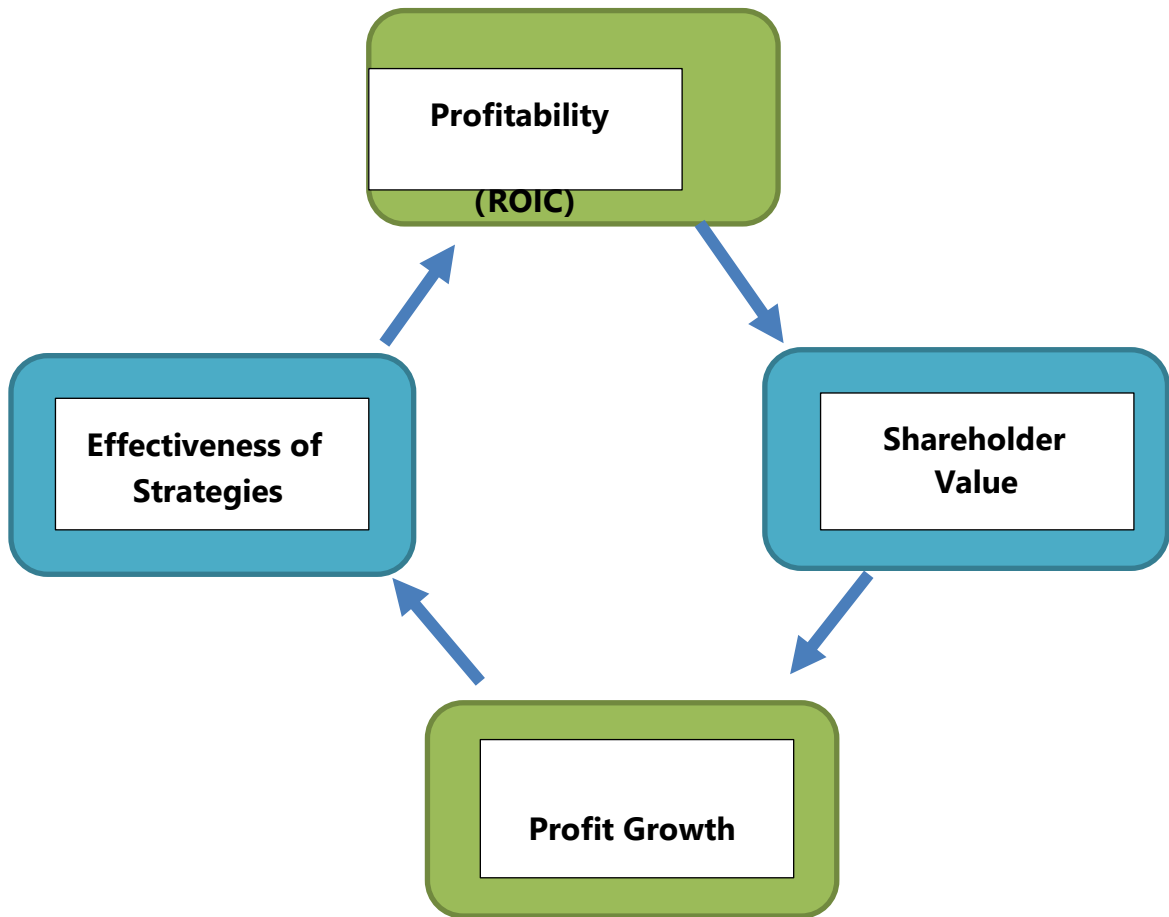 Profitability
(ROIC)
Effectiveness of
Strategies
Shareholder
Value
Profit Growth